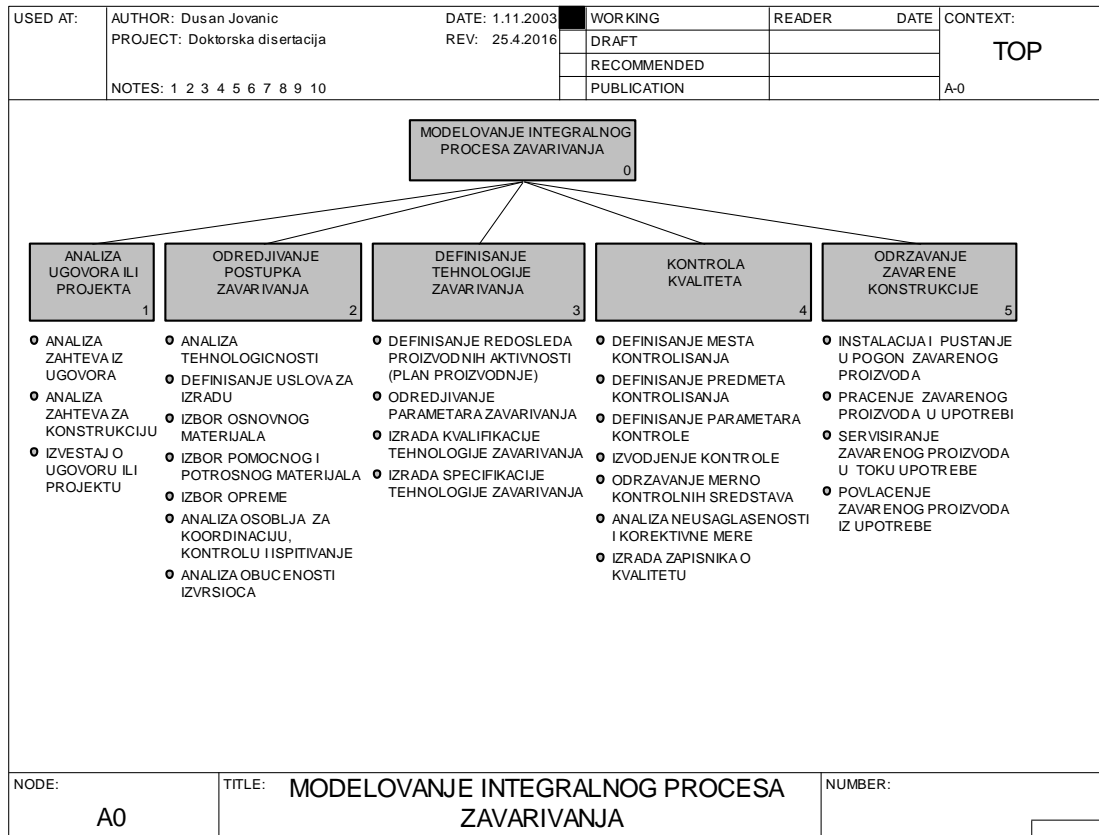 USED AT:
AUTHOR: Dusan Jovanic
DATE: 1.11.2003
WORKING
READER
DATE
CONTEXT:
PROJECT: Doktorska disertacija
REV: 25.4.2016
DRAFT
TOP
RECOMMENDED
NOTES: 1 2 3 4 5 6 7 8 9 10
PUBLICATION
A-0
MODELOVANJE INTEGRALNOG
PROCESA ZAVARIVANJA
0
ANALIZA
UGOVORA ILI
PROJEKTA
1
ANALIZA
ZAHTEVA IZ
UGOVORA
ANALIZA
ZAHTEVA ZA
KONSTRUKCIJU
IZVESTAJ O
UGOVORU ILI
PROJEKTU
ODREDJIVANJE
POSTUPKA
ZAVARIVANJA
2
ANALIZA
TEHNOLOGICNOSTI
DEFINISANJE USLOVA ZA
IZRADU
IZBOR OSNOVNOG
MATERIJALA
IZBOR POMOCNOG I
POTROSNOG MATERIJALA
IZBOR OPREME
ANALIZA OSOBLJA ZA
KOORDINACIJU,
KONTROLU I ISPITIVANJE
ANALIZA OBUCENOSTI
IZVRSIOCA
DEFINISANJE
TEHNOLOGIJE
ZAVARIVANJA
3
DEFINISANJE REDOSLEDA
PROIZVODNIH AKTIVNOSTI
(PLAN PROIZVODNJE)
ODREDJIVANJE
PARAMETARA ZAVARIVANJA
IZRADA KVALIFIKACIJE
TEHNOLOGIJE ZAVARIVANJA
IZRADA SPECIFIKACIJE
TEHNOLOGIJE ZAVARIVANJA
KONTROLA
KVALITETA
4
DEFINISANJE MESTA
KONTROLISANJA
DEFINISANJE PREDMETA
KONTROLISANJA
DEFINISANJE PARAMETARA
KONTROLE
IZVODJENJE KONTROLE
ODRZAVANJE MERNO
KONTROLNIH SREDSTAVA
ANALIZA NEUSAGLASENOSTI
I KOREKTIVNE MERE
IZRADA ZAPISNIKA O
KVALITETU
ODRZAVANJE
ZAVARENE
KONSTRUKCIJE
5
INSTALACIJA I PUSTANJE
U POGON ZAVARENOG
PROIZVODA
PRACENJE ZAVARENOG
PROIZVODA U UPOTREBI
SERVISIRANJE
ZAVARENOG PROIZVODA
U TOKU UPOTREBE
POVLACENJE
ZAVARENOG PROIZVODA
IZ UPOTREBE
NODE:
A0
TITLE:
MODELOVANJE INTEGRALNOG PROCESA
ZAVARIVANJA
NUMBER: